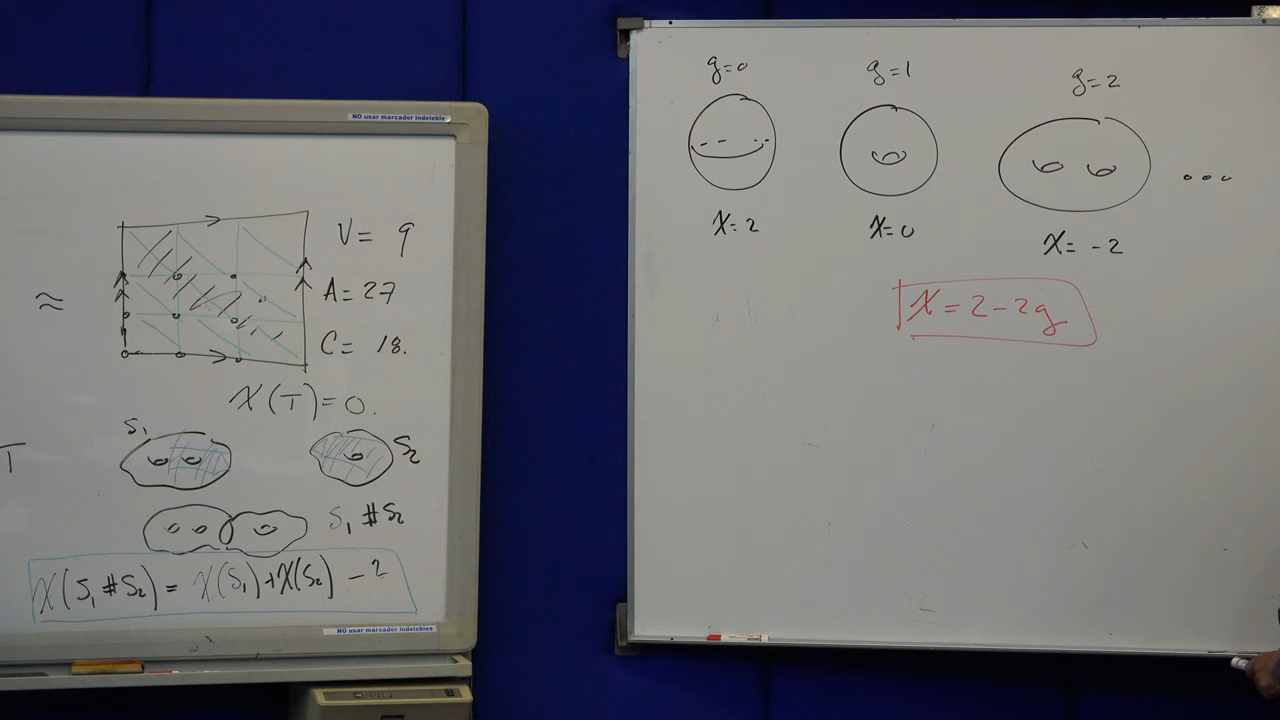 NO usar marcador indeleble
≈
V = 9
A = 27
C = 18.
χ(T) = 0.
T
S₁
S₂
S₁ # S₂
χ(S₁ # S₂) = χ(S₁) + χ(S₂) - 2
NO usar marcador indelebles
g=0
g=1
g=2
...
χ=2
χ=0
χ= -2
χ = 2 - 2g